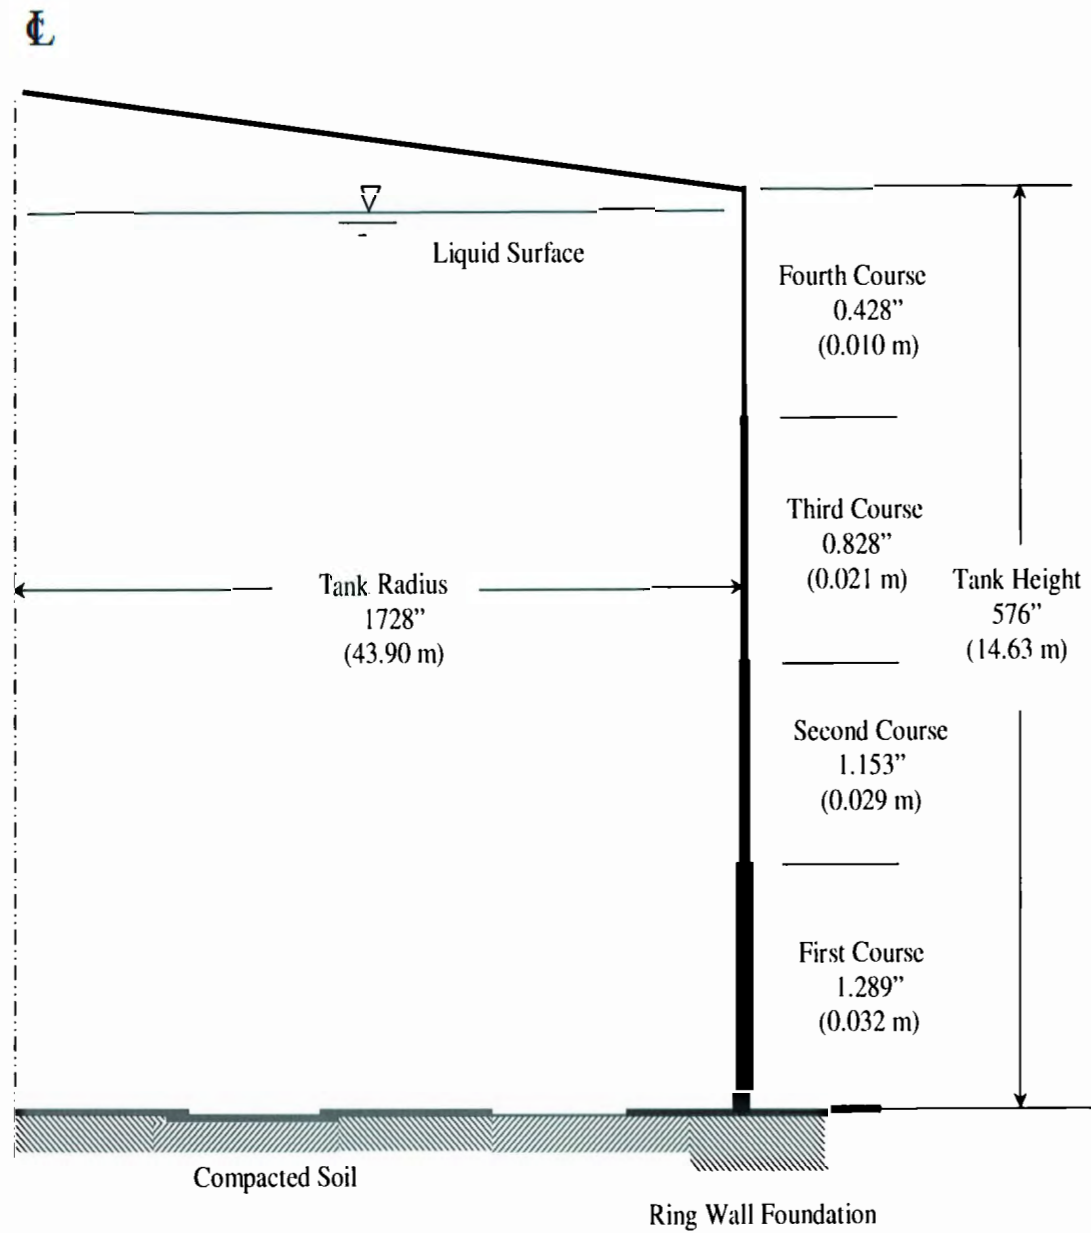 ℄
Liquid Surface
Fourth Course
0.428”
(0.010 m)
Third Course
0.828”
(0.021 m)
Tank Radius
1728”
(43.90 m)
Tank Height
576”
(14.63 m)
Second Course
1.153”
(0.029 m)
First Course
1.289”
(0.032 m)
Compacted Soil
Ring Wall Foundation